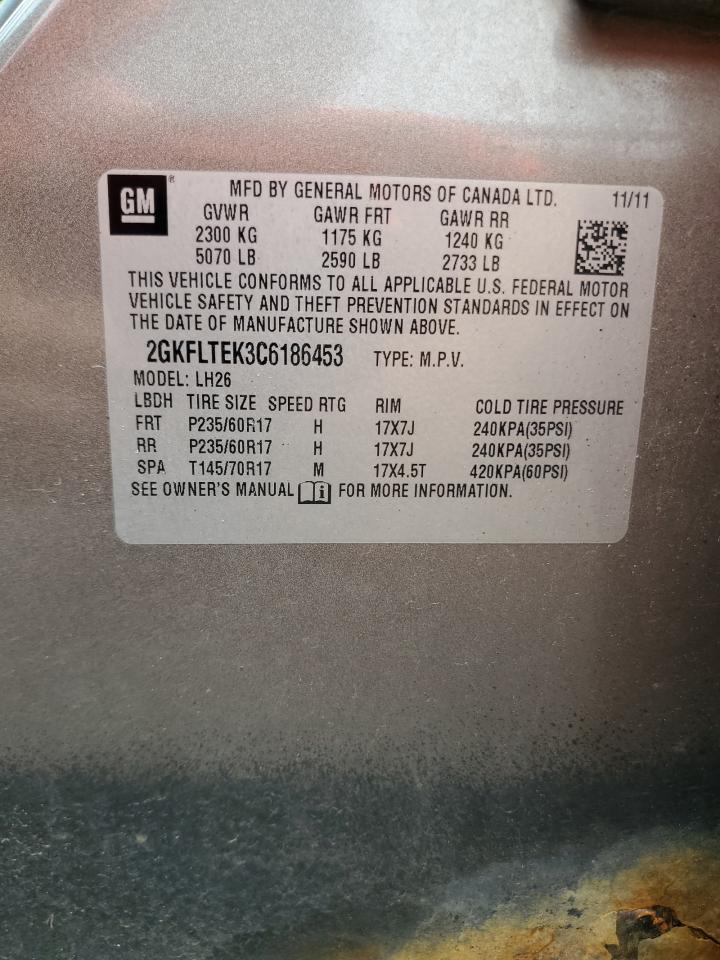 GM ®
MFD BY GENERAL MOTORS OF CANADA LTD. 11/11
GVWR GAWR FRT GAWR RR
2300 KG 1175 KG 1240 KG
5070 LB 2590 LB 2733 LB
THIS VEHICLE CONFORMS TO ALL APPLICABLE U.S. FEDERAL MOTOR
VEHICLE SAFETY AND THEFT PREVENTION STANDARDS IN EFFECT ON
THE DATE OF MANUFACTURE SHOWN ABOVE.
2GKFLTEK3C6186453 TYPE: M.P.V.
MODEL: LH26
LBDH TIRE SIZE SPEED RTG RIM COLD TIRE PRESSURE
FRT P235/60R17 H 17X7J 240KPA(35PSI)
RR P235/60R17 H 17X7J 240KPA(35PSI)
SPA T145/70R17 M 17X4.5T 420KPA(60PSI)
SEE OWNER'S MANUAL i FOR MORE INFORMATION.